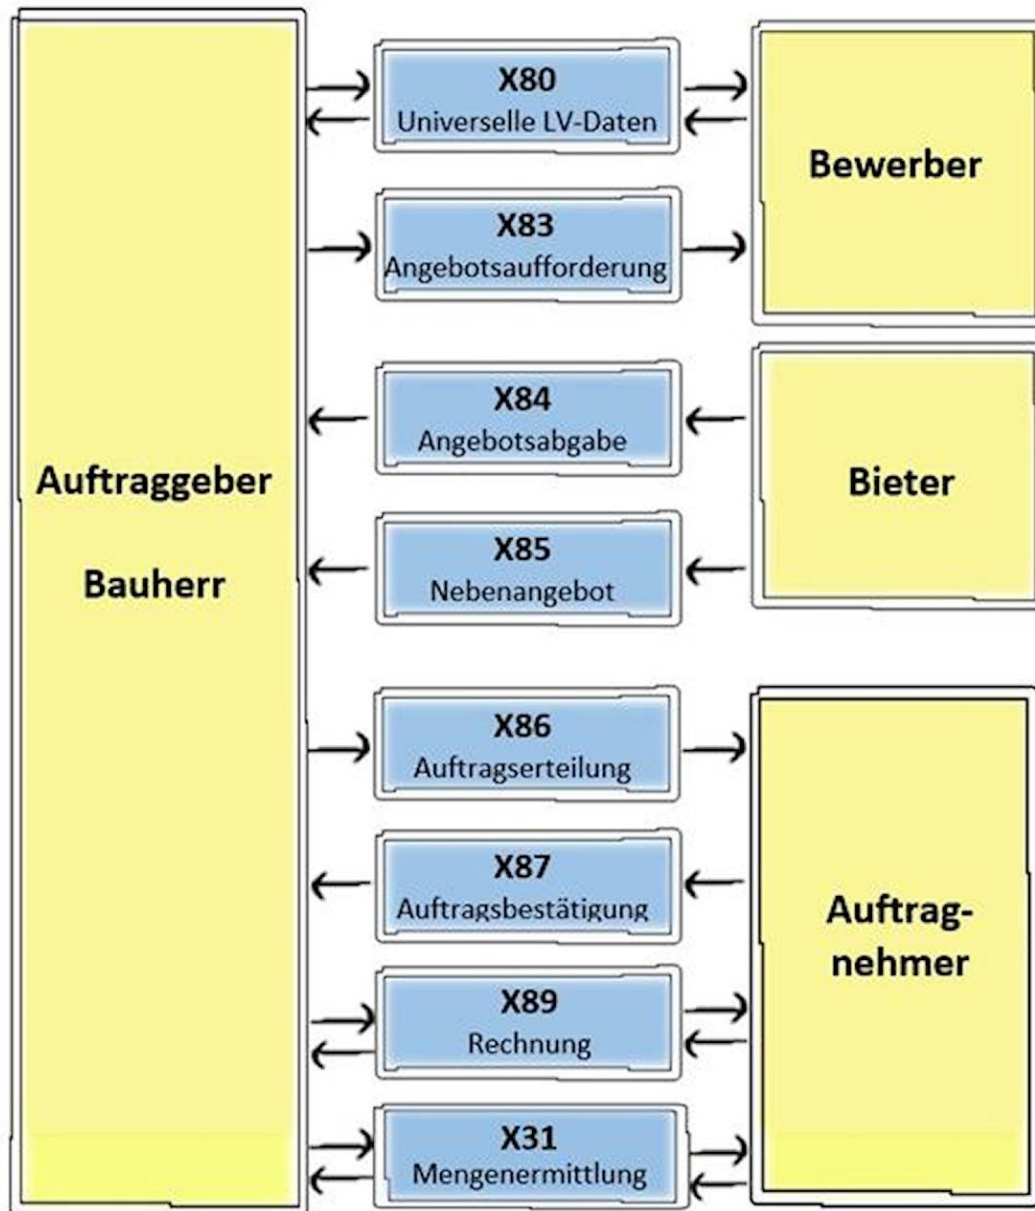 Auftraggeber
Bauherr
X80
Universelle LV-Daten
X83
Angebotsaufforderung
X84
Angebotsabgabe
X85
Nebenangebot
X86
Auftragserteilung
X87
Auftragsbestätigung
X89
Rechnung
X31
Mengenermittlung
Bewerber
Bieter
Auftrag-
nehmer